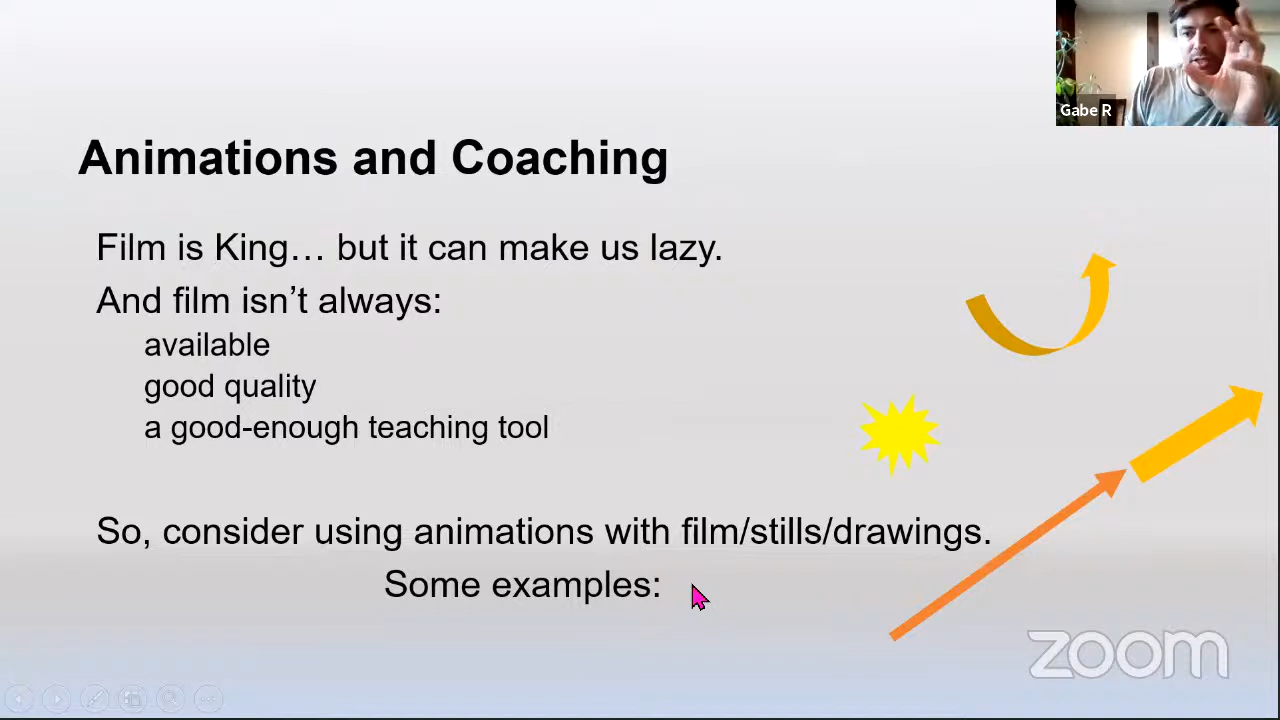 Gabe R
Animations and Coaching
Film is King… but it can make us lazy.
And film isn’t always:
available
good quality
a good-enough teaching tool
So, consider using animations with film/stills/drawings.
Some examples:
zoom